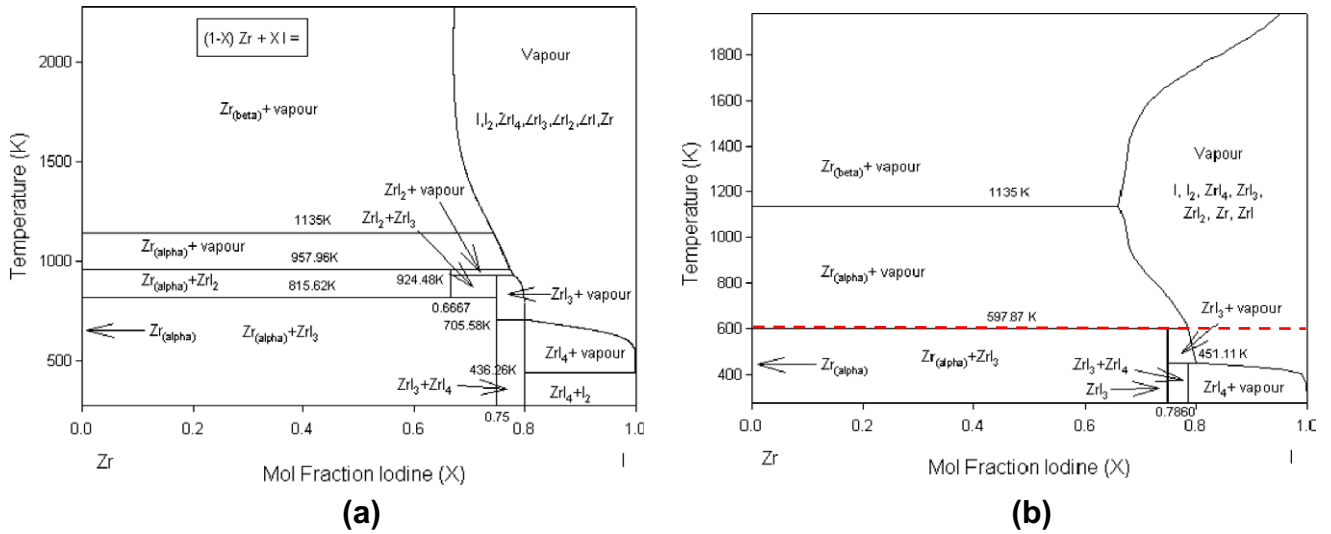 (1-X) Zr + X I =
Vapour
I,I2,ZrI4,ZrI3,ZrI2,ZrI,Zr
Zr(beta)+ vapour
ZrI2+ vapour
ZrI2+ZrI3
1135K
Zr(alpha)+ vapour
957.96K
Zr(alpha)+ZrI2
815.62K
924.48K
ZrI3+ vapour
0.6667
705.58K
Zr(alpha)
Zr(alpha)+ZrI3
ZrI4+ vapour
436.26K
ZrI3+ZrI4
ZrI4+I2
0.75
2000
1500
1000
500
Temperature (K)
0.0 0.2 0.4 0.6 0.8 1.0
Zr
I
Mol Fraction Iodine (X)
(a)
Vapour
I, I2, ZrI4, ZrI3,
ZrI2, Zr, ZrI
Zr(beta)+ vapour
1135K
Zr(alpha)+ vapour
597.87 K
ZrI3+ vapour
451.11 K
Zr(alpha)
Zr(alpha)+ZrI3
ZrI3+ZrI4
ZrI3
ZrI4+ vapour
0.7860
1800
1600
1400
1200
1000
800
600
400
Temperature (K)
0.0 0.2 0.4 0.6 0.8 1.0
Zr
I
Mol Fraction Iodine (X)
(b)